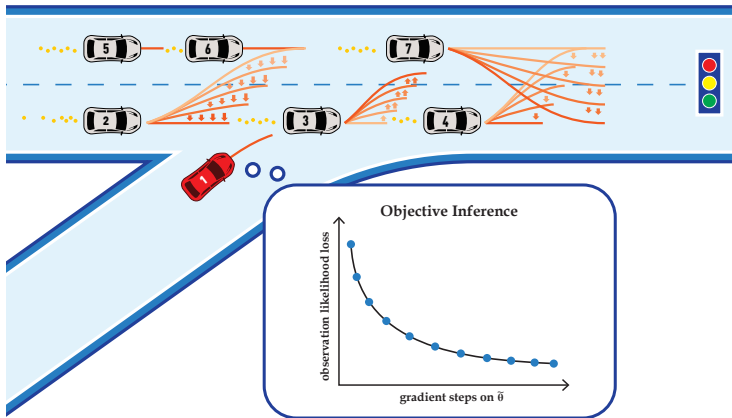 5
6
7
2
3
4
1
Objective Inference
observation likelihood loss
gradient steps on θ̃